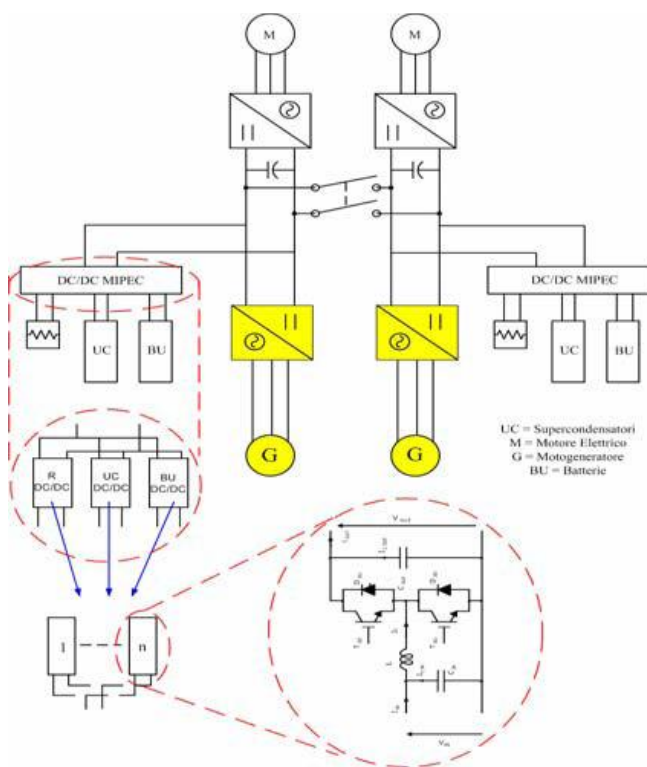 M
M
DC/DC MIPEC
UC
BU
DC/DC MIPEC
UC
BU
G
G
UC = Supercondensatori
M = Motore Elettrico
G = Motogeneratore
BU = Batterie
R
DC/DC
UC
DC/DC
BU
DC/DC
1
n
L